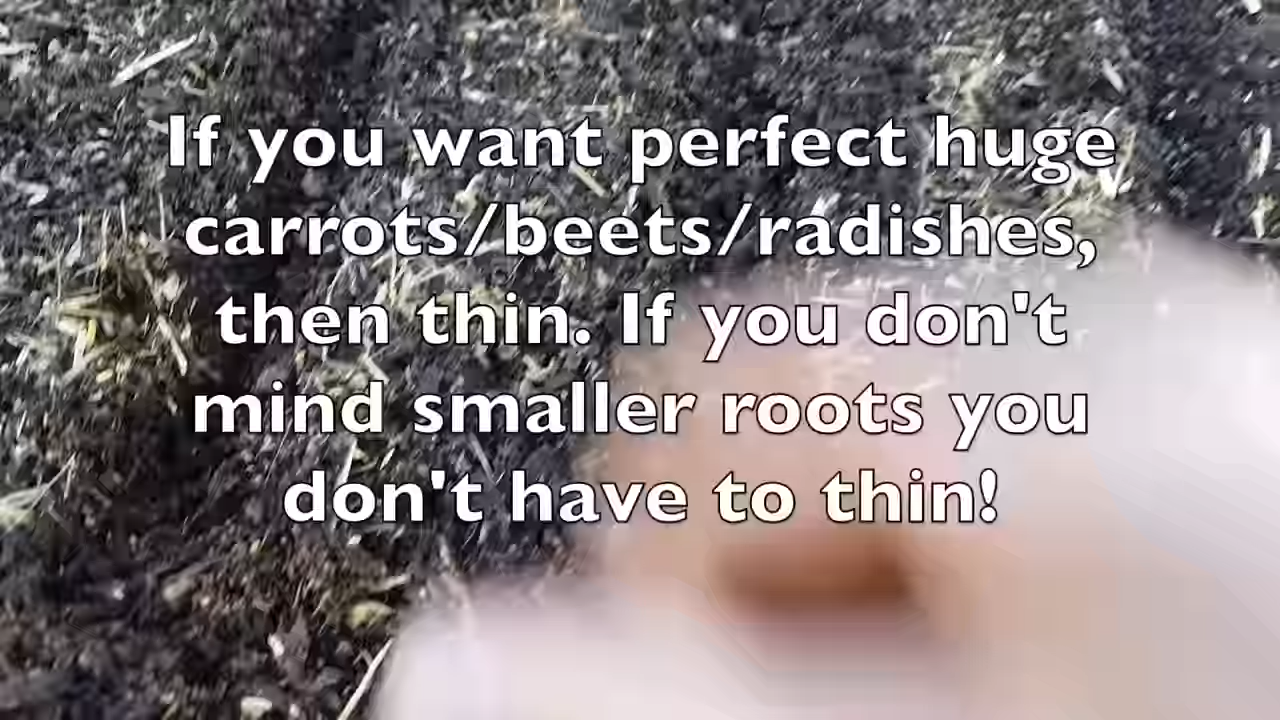 If you want perfect huge
carrots/beets/radishes,
then thin. If you don't
mind smaller roots you
don't have to thin!